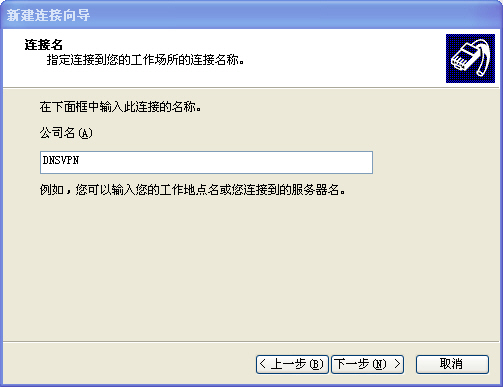 新建连接向导
连接名
指定连接到您的工作场所的连接名称。
在下面框中输入此连接的名称。
公司名(A)
DNSVPN
例如，您可以输入您的工作地点名或您连接到的服务器名。
< 上一步(B) 下一步(N) > 取消